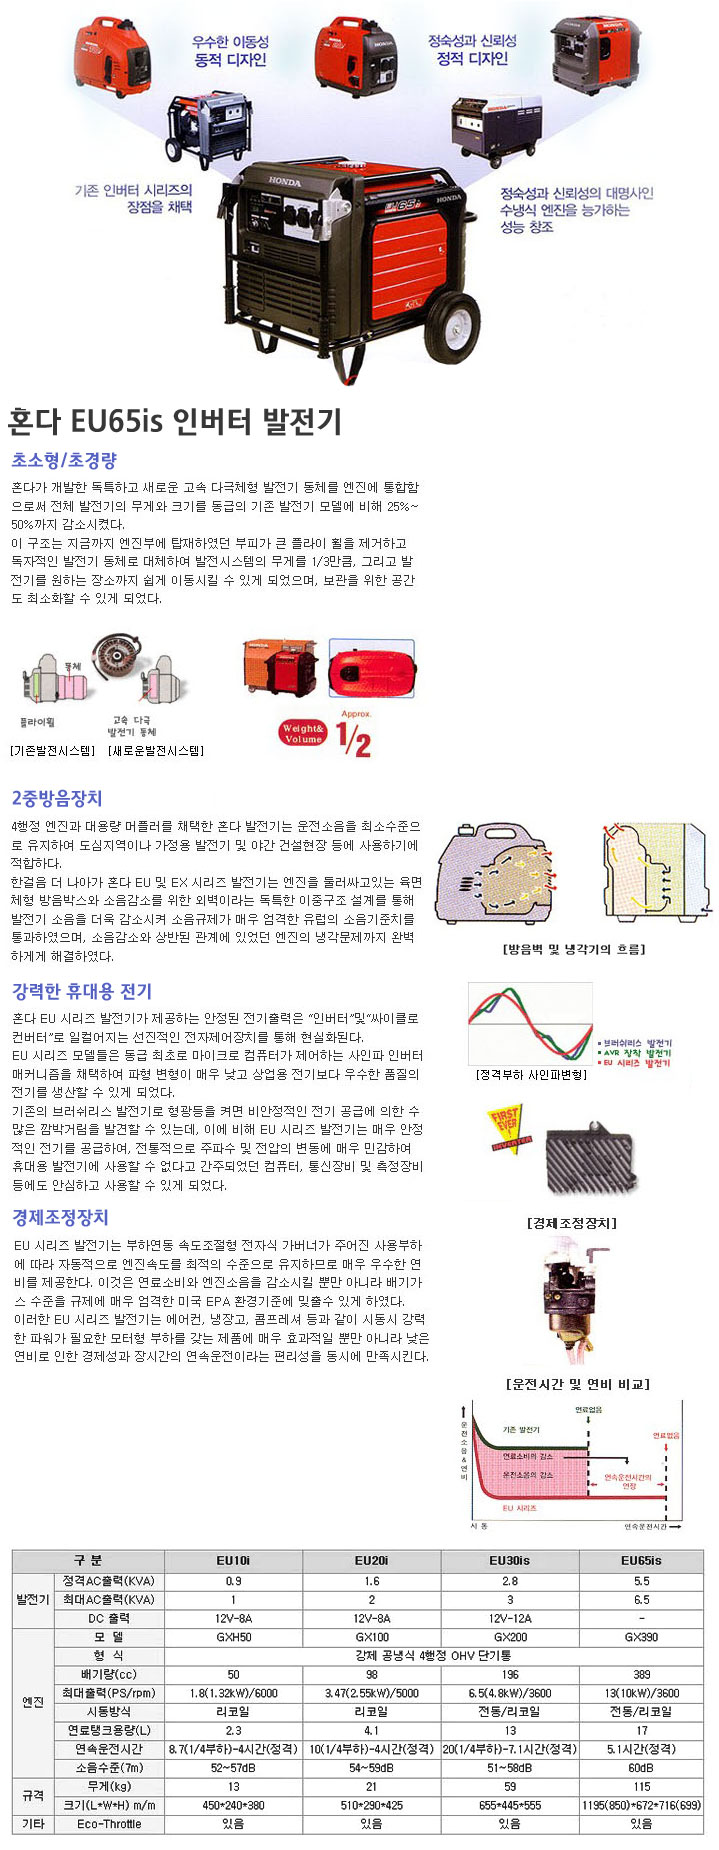 우수한 이동성
동적 디자인
정숙성과 신뢰성
정적 디자인
기존 인버터 시리즈의
장점을 채택
정숙성과 신뢰성의 대명사인
수냉식 엔진을 능가하는
성능 창조
HONDA
EU65is
HONDA
혼다 EU65is 인버터 발전기
초소형/초경량
혼다가 개발한 독특하고 새로운 고속 다극체형 발전기 동체를 엔진에 통합함
으로써 전체 발전기의 무게와 크기를 동급의 기존 발전기 모델에 비해 25%~
50%까지 감소시켰다.
이 구조는 지금까지 엔진부에 탑재하였던 부피가 큰 플라이 휠을 제거하고
독자적인 발전기 동체로 대체하여 발전시스템의 무게를 1/3만큼, 그리고 발
전기를 원하는 장소까지 쉽게 이동시킬 수 있게 되었으며, 보관을 위한 공간
도 최소화할 수 있게 되었다.
동체
플라이휠
고속 다극
발전기 동체
[기존발전시스템] [새로운발전시스템]
Weight&
Volume
Approx.
1/2
2중방음장치
4행정 엔진과 대용량 머플러를 채택한 혼다 발전기는 운전소음을 최소수준으
로 유지하여 도심지역이나 가정용 발전기 및 야간 건설현장 등에 사용하기에
적합하다.
한걸음 더 나아가 혼다 EU 및 EX 시리즈 발전기는 엔진을 둘러싸고있는 육면
체형 방음박스와 소음감소를 위한 외벽이라는 독특한 이중구조 설계를 통해
발전기 소음을 더욱 감소시켜 소음규제가 매우 엄격한 유럽의 소음기준치를
통과하였으며, 소음감소와 상반된 관계에 있었던 엔진의 냉각문제까지 완벽
하게게 해결하였다.
[방음벽 및 냉각기의 흐름]
강력한 휴대용 전기
혼다 EU 시리즈 발전기가 제공하는 안정된 전기출력은 “인버터”및“싸이클로
컨버터”로 일컬어지는 선진적인 전자제어장치를 통해 현실화된다.
EU 시리즈 모델들은 동급 최초로 마이크로 컴퓨터가 제어하는 사인파 인버터
매커니즘을 채택하여 파형 변형이 매우 낮고 상업용 전기보다 우수한 품질의
전기를 생산할 수 있게 되었다.
기존의 브러쉬리스 발전기로 형광등을 켜면 비안정적인 전기 공급에 의한 수
많은 깜박거림을 발견할 수 있는데, 이에 비해 EU 시리즈 발전기는 매우 안정
적인 전기를 공급하여, 전통적으로 주파수 및 전압의 변동에 매우 민감하여
휴대용 발전기에 사용할 수 없다고 간주되었던 컴퓨터, 통신장비 및 측정장비
등에도 안심하고 사용할 수 있게 되었다.
브러쉬리스 발전기
AVR 장착 발전기
EU 시리즈 발전기
[정격부하 사인파변형]
FIRST
EVER
INVERTER
경제조정장치
[경제조정장치]
EU 시리즈 발전기는 부하연동 속도조절형 전자식 가버너가 주어진 사용부하
에 따라 자동적으로 엔진속도를 최적의 수준으로 유지하므로 매우 우수한 연
비를 제공한다. 이것은 연료소비와 엔진소음을 감소시킬 뿐만 아니라 배기가
스 수준을 규제에 매우 엄격한 미국 EPA 환경기준에 밎출수 있게 하였다.
이러한 EU 시리즈 발전기는 에어컨, 냉장고, 콤프레셔 등과 같이 시동시 강력
한 파워가 필요한 모터형 부하를 갖는 제품에 매우 효과적일 뿐만 아니라 낮은
연비로 인한 경제성과 장시간의 연속운전이라는 편리성을 동시에 만족시킨다.
[운전시간 및 연비 비교]
운전소음&연비
기존 발전기
연료없음
연료없음
연료소비의 감소
운전소음의 감소
연속운전시간의
연장
EU 시리즈
시 동
연속운전시간
구 분 EU10i EU20i EU30is EU65is
발전기 정격AC출력(KVA) 0.9 1.6 2.8 5.5
최대AC출력(KVA) 1 2 3 6.5
DC 출력 12V-8A 12V-8A 12V-12A -
엔진 모 델 GXH50 GX100 GX200 GX390
형 식 강제 공냉식 4행정 OHV 단기통
배기량(cc) 50 98 196 389
최대출력(PS/rpm) 1.8(1.32kW)/6000 3.47(2.55kW)/5000 6.5(4.8kW)/3600 13(10kW)/3600
시동방식 리코일 리코일 전동/리코일 전동/리코일
연료탱크용량(L) 2.3 4.1 13 17
연속운전시간 8.7(1/4부하)-4시간(정격) 10(1/4부하)-4시간(정격) 20(1/4부하)-7.1시간(정격) 5.1시간(정격)
소음수준(7m) 52~57dB 54~59dB 51~58dB 60dB
규격 무게(kg) 13 21 59 115
크기(L*W*H) m/m 450*240*380 510*290*425 655*445*555 1195(850)*672*716(699)
기타 Eco-Throttle 있음 있음 있음 있음